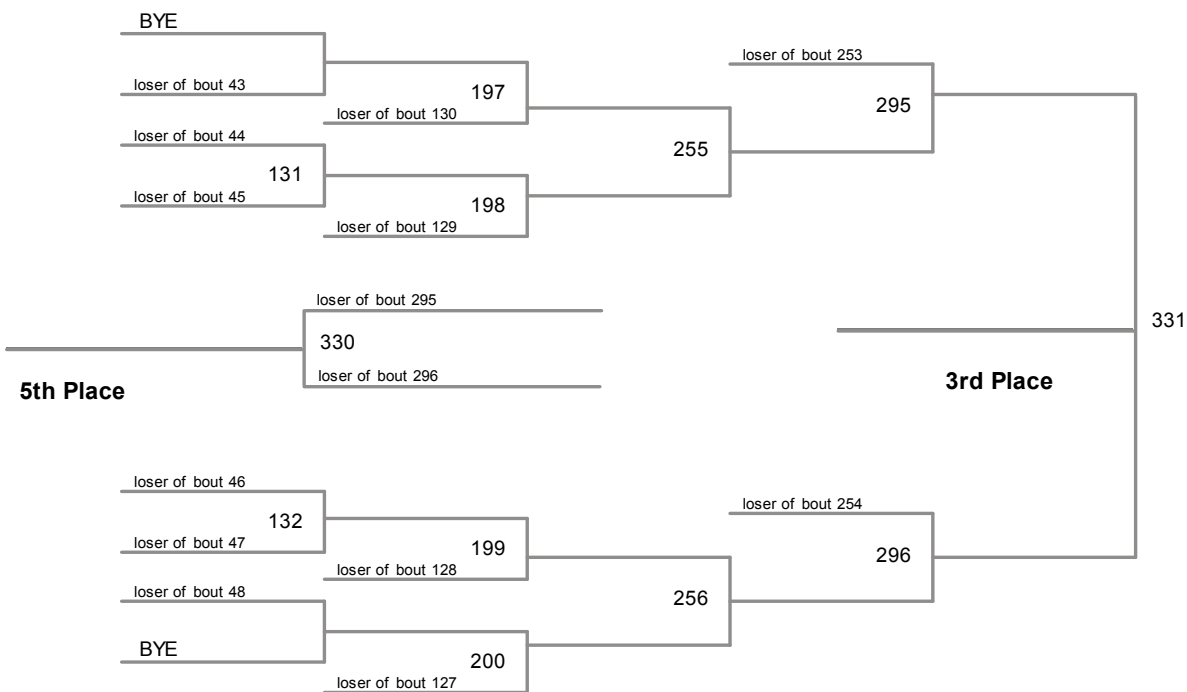 BYE
loser of bout 43
197
loser of bout 130
loser of bout 44
131
loser of bout 45
198
loser of bout 129
255
loser of bout 253
295
loser of bout 295
330
loser of bout 296
5th Place
331
3rd Place
loser of bout 46
132
loser of bout 47
199
loser of bout 128
loser of bout 48
BYE
200
loser of bout 127
256
loser of bout 254
296